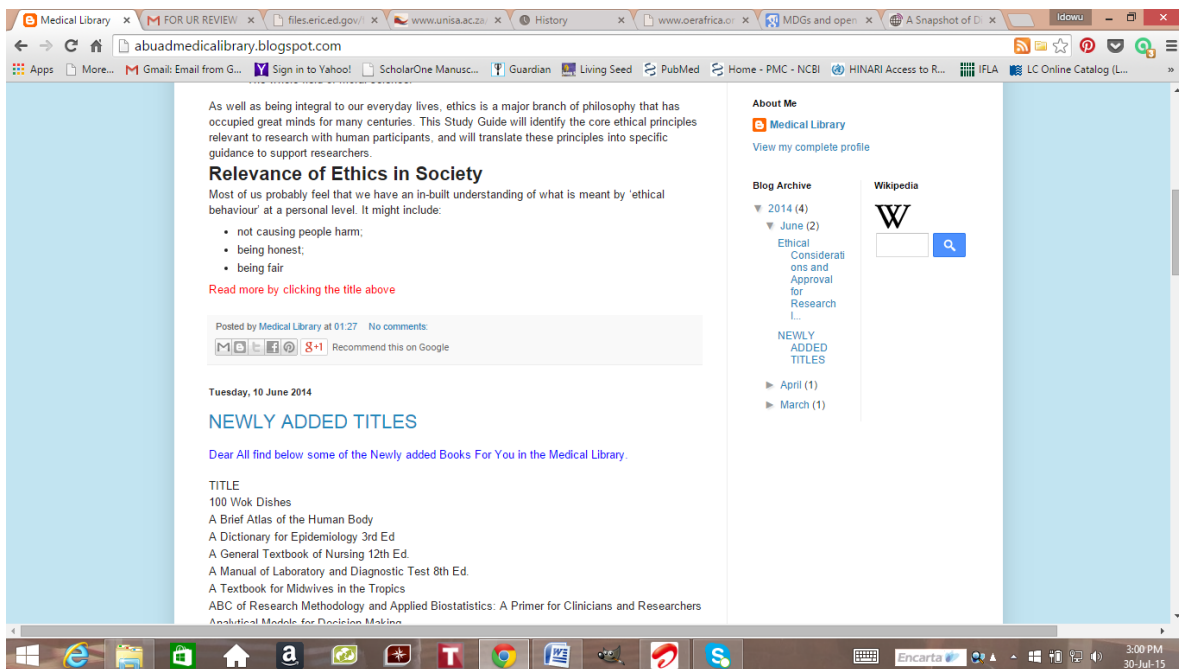 Medical Library
FOR UR REVIEW
files.eric.ed.gov/
www.unisa.ac.za
History
www.oerafrica.or
MDGs and open
A Snapshot of Di
Idowu
abuadmedicalibrary.blogspot.com
Apps
More...
Gmail: Email from G...
Sign in to Yahoo!
ScholarOne Manusc...
Guardian
Living Seed
PubMed
Home - PMC - NCBI
HINARI Access to R...
IFLA
LC Online Catalog (L...
»
As well as being integral to our everyday lives, ethics is a major branch of philosophy that has
occupied great minds for many centuries. This Study Guide will identify the core ethical principles
relevant to research with human participants, and will translate these principles into specific
guidance to support researchers.
Relevance of Ethics in Society
Most of us probably feel that we have an in-built understanding of what is meant by 'ethical
behaviour' at a personal level. It might include:
• not causing people harm;
• being honest;
• being fair
Read more by clicking the title above
Posted by Medical Library at 01:27 No comments:
g+1 Recommend this on Google
Tuesday, 10 June 2014
NEWLY ADDED TITLES
Dear All find below some of the Newly added Books For You in the Medical Library.
TITLE
100 Wok Dishes
A Brief Atlas of the Human Body
A Dictionary for Epidemiology 3rd Ed
A General Textbook of Nursing 12th Ed.
A Manual of Laboratory and Diagnostic Test 8th Ed.
A Textbook for Midwives in the Tropics
ABC of Research Methodology and Applied Biostatistics: A Primer for Clinicians and Researchers
Analytical Models for Decision Making
About Me
Medical Library
View my complete profile
Blog Archive
▼ 2014 (4)
▼ June (2)
Ethical
Considerati
ons and
Approval
for
Research
I...
NEWLY
ADDED
TITLES
► April (1)
► March (1)
Wikipedia
W
Encarta
3:00 PM
30-Jul-15